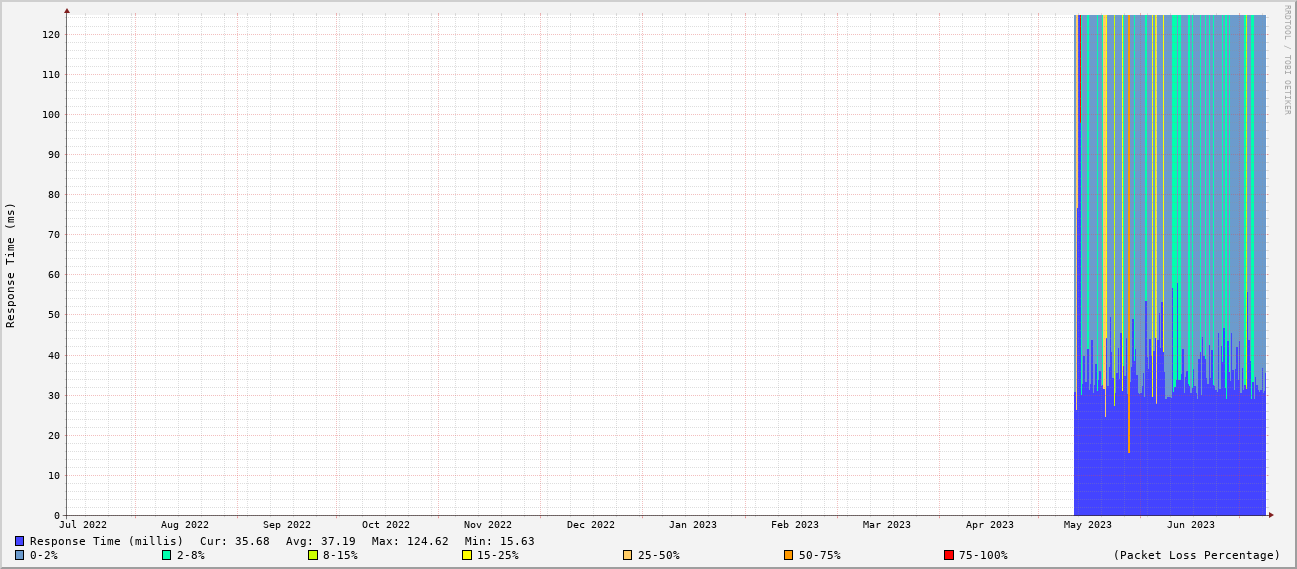 RRDTOOL / TOBI OETIKER
Response Time (ms)
120
110
100
90
80
70
60
50
40
30
20
10
0
Jul 2022 Aug 2022 Sep 2022 Oct 2022 Nov 2022 Dec 2022 Jan 2023 Feb 2023 Mar 2023 Apr 2023 May 2023 Jun 2023
Response Time (millis) Cur: 35.68 Avg: 37.19 Max: 124.62 Min: 15.63
0-2% 2-8% 8-15% 15-25% 25-50% 50-75% 75-100% (Packet Loss Percentage)